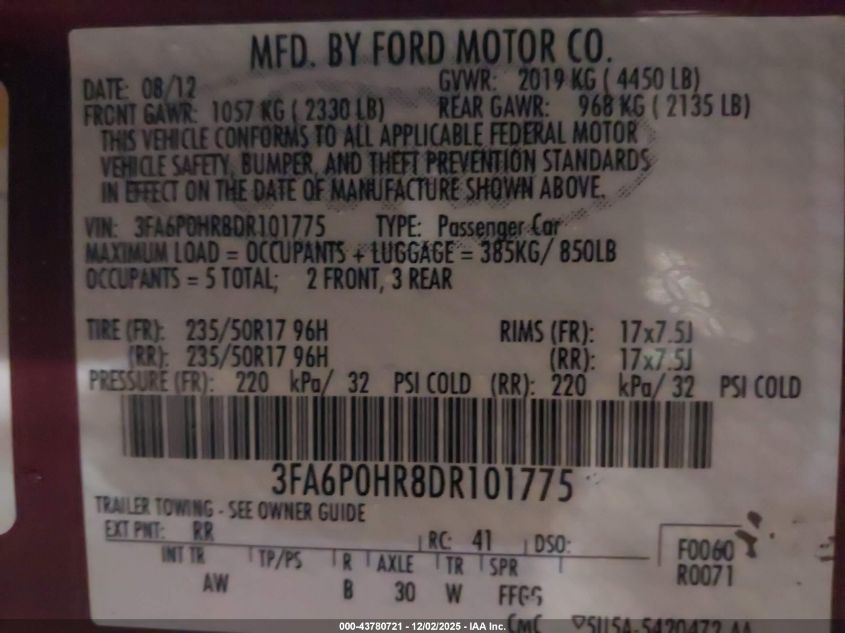 MFD. BY FORD MOTOR CO.
DATE: 08/12 GVWR: 2019 KG ( 4450 LB)
FRONT GAWR: 1057 KG ( 2330 LB) REAR GAWR: 968 KG ( 2135 LB)
THIS VEHICLE CONFORMS TO ALL APPLICABLE FEDERAL MOTOR
VEHICLE SAFETY, BUMPER, AND THEFT PREVENTION STANDARDS
IN EFFECT ON THE DATE OF MANUFACTURE SHOWN ABOVE.
VIN: 3FA6P0HR8DR101775 TYPE: Passenger Car
MAXIMUM LOAD = OCCUPANTS + LUGGAGE = 385KG/ 850LB
OCCUPANTS = 5 TOTAL; 2 FRONT, 3 REAR
TIRE (FR): 235/50R17 96H RIMS (FR): 17x7.5J
(RR): 235/50R17 96H (RR): 17x7.5J
PRESSURE (FR): 220 kPa/ 32 PSI COLD (RR): 220 kPa/ 32 PSI COLD
3FA6P0HR8DR101775
TRAILER TOWING - SEE OWNER GUIDE
EXT PNT: RR RC: 41 DSO: F0060
INT TR TP/PS R AXLE TR SPR R0071
AW B 30 W FFGS
CMC
000-43780721 - 12/02/2025 - IAA Inc.